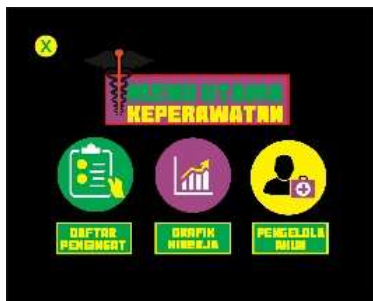 X
MENU UTAMA
KEPERAWATAN
DAFTAR
PENGINGAT
GRAFIK
KINERJA
PENGELOLA